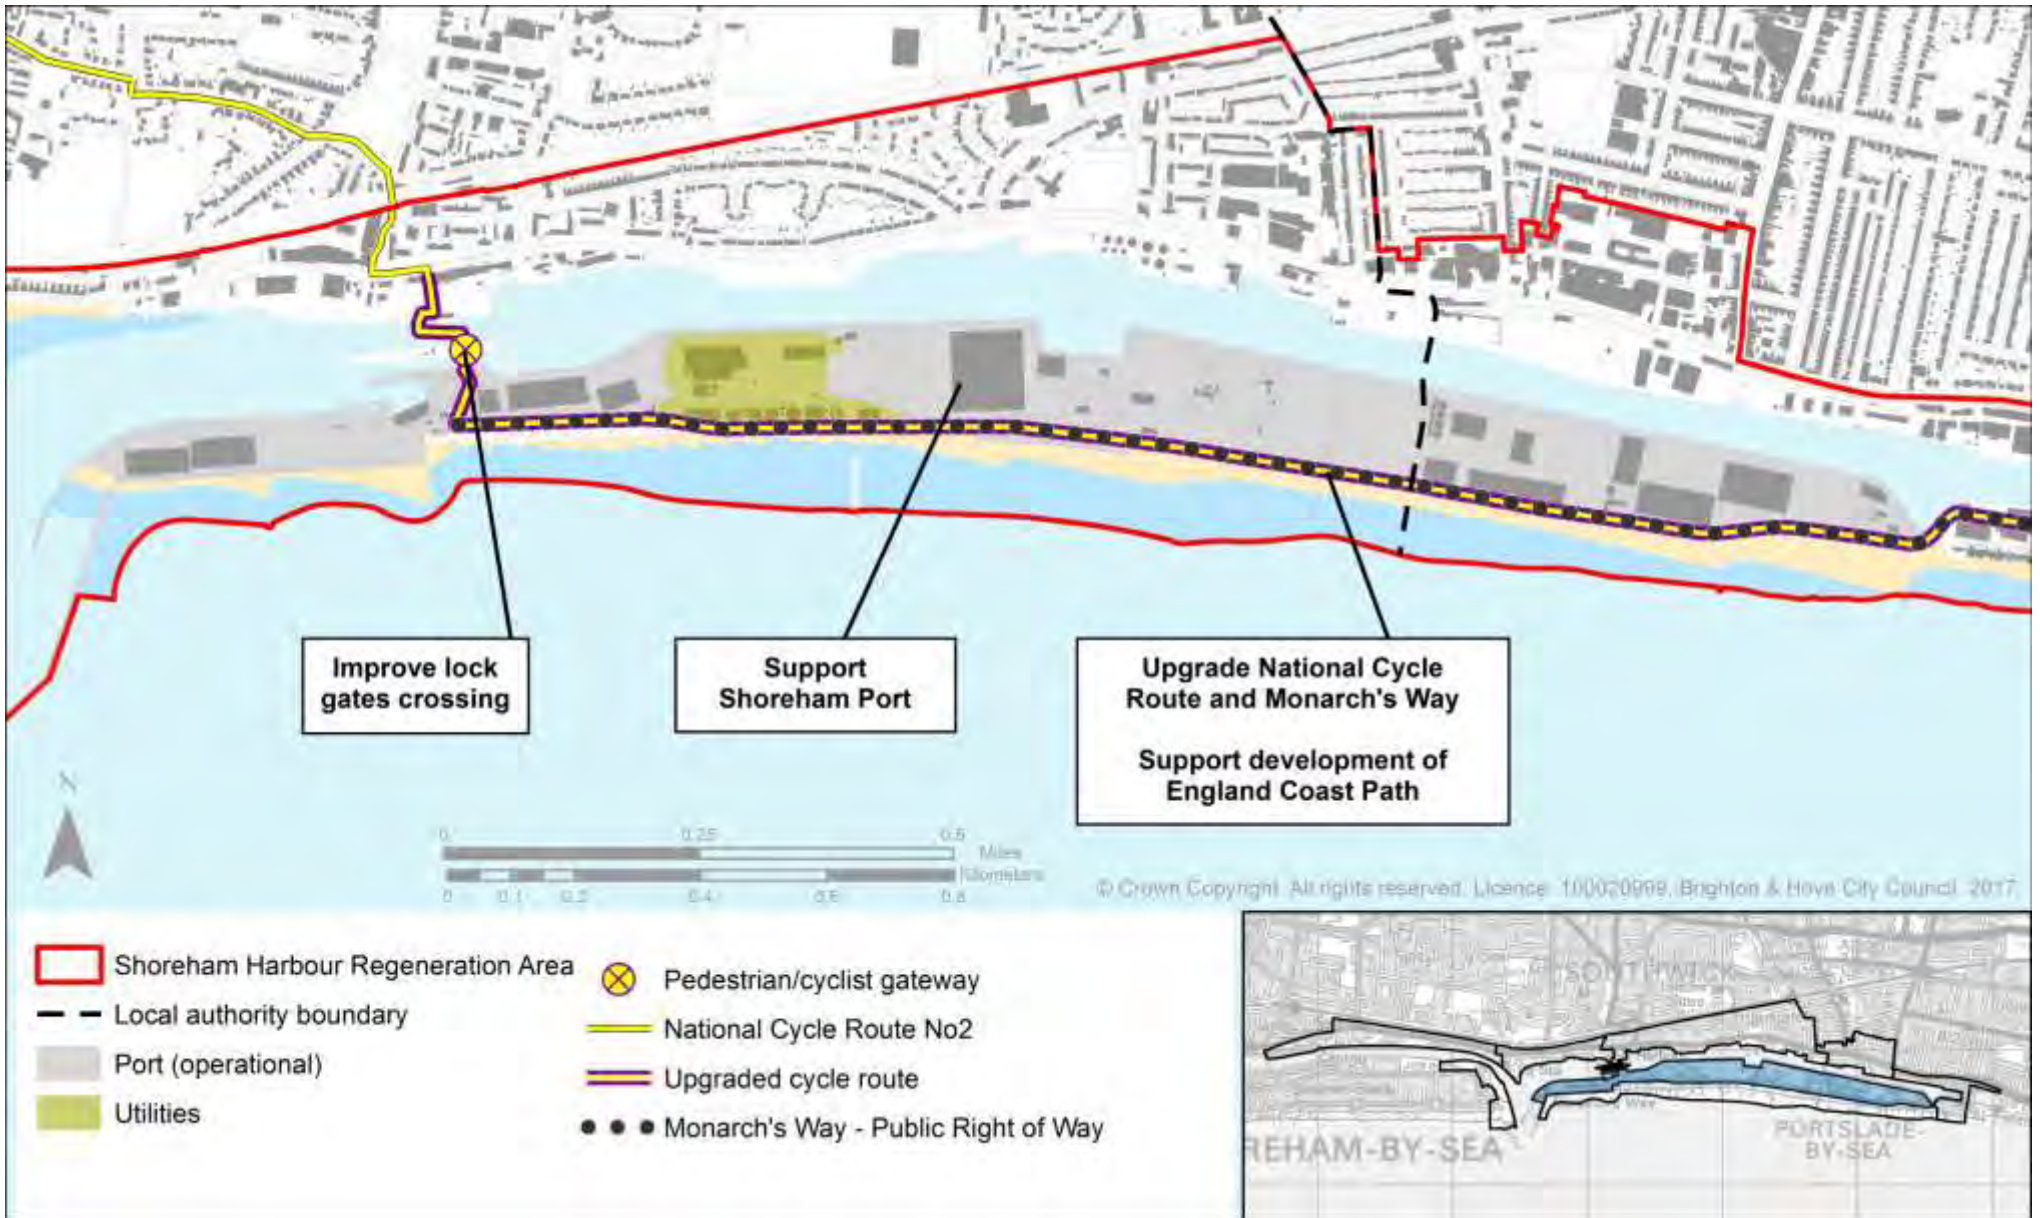 Improve lock
gates crossing
Support
Shoreham Port
Upgrade National Cycle
Route and Monarch's Way
Support development of
England Coast Path
N
0 0.25 0.5
Miles
Kilometers
0 0.1 0.2 0.4 0.6 0.8
© Crown Copyright. All rights reserved. Licence: 100020999, Brighton & Hove City Council. 2017.
Shoreham Harbour Regeneration Area
Local authority boundary
Port (operational)
Utilities
Pedestrian/cyclist gateway
National Cycle Route No2
Upgraded cycle route
Monarch's Way - Public Right of Way
SOUTHWICK
REHAM-BY-SEA
PORTSLADE-
BY-SEA